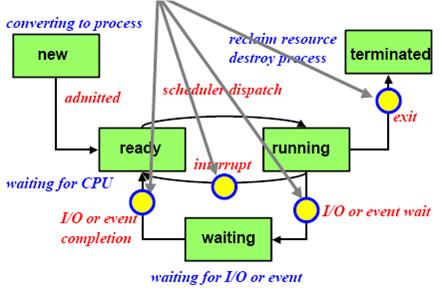 converting to process
new
reclaim resource
destroy process
terminated
admitted
scheduler dispatch
exit
ready
interrupt
running
waiting for CPU
I/O or event
completion
I/O or event wait
waiting
waiting for I/O or event